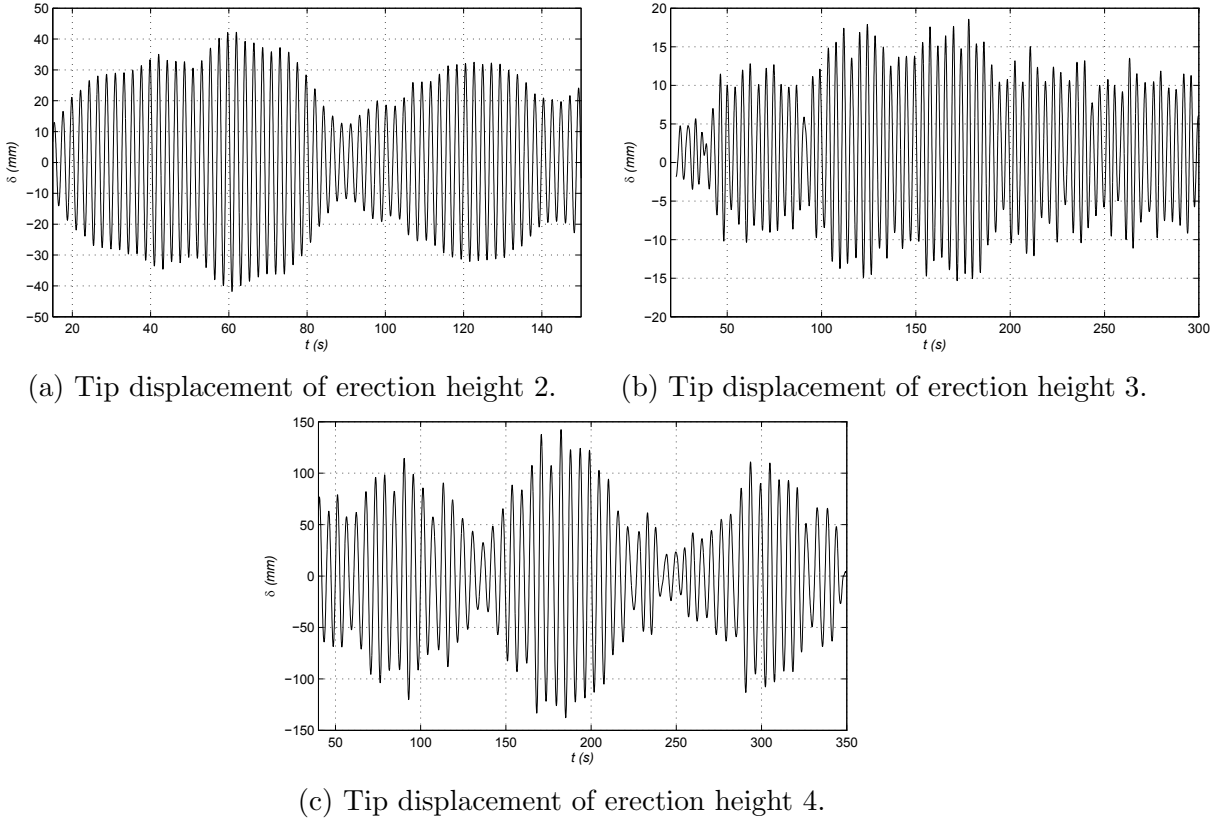 50
40
30
20
10
0
−10
−20
−30
−40
−50
δ (mm)
20 40 60 80 100 120 140
t (s)
(a) Tip displacement of erection height 2.
20
15
10
5
0
−5
−10
−15
−20
δ (mm)
50 100 150 200 250 300
t (s)
(b) Tip displacement of erection height 3.
150
100
50
0
−50
−100
−150
δ (mm)
50 100 150 200 250 300 350
t (s)
(c) Tip displacement of erection height 4.